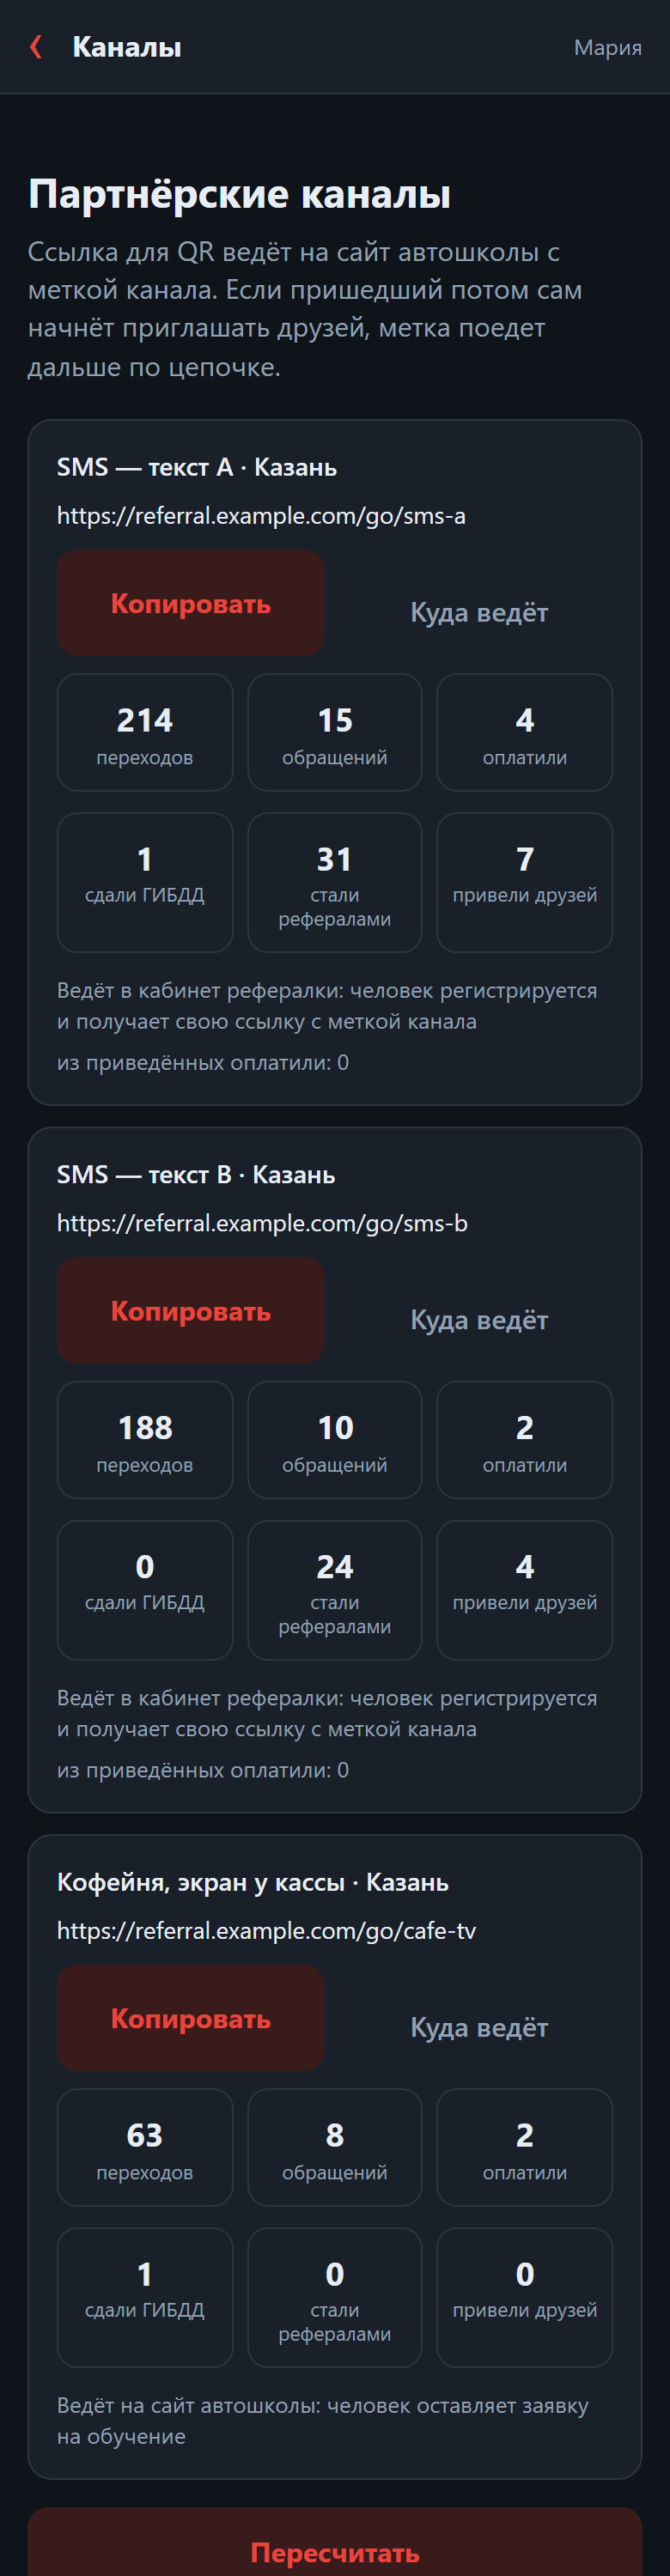 Каналы
Мария
Партнёрские каналы
Ссылка для QR ведёт на сайт автошколы с
меткой канала. Если пришедший потом сам
начнёт приглашать друзей, метка поедет
дальше по цепочке.
SMS — текст A · Казань
https://referral.example.com/go/sms-a
Копировать
Куда ведёт
214
переходов
15
обращений
4
оплатили
1
сдали ГИБДД
31
стали
рефералами
7
привели друзей
Ведёт в кабинет рефералки: человек регистрируется
и получает свою ссылку с меткой канала
из приведённых оплатили: 0
SMS — текст B · Казань
https://referral.example.com/go/sms-b
Копировать
Куда ведёт
188
переходов
10
обращений
2
оплатили
0
сдали ГИБДД
24
стали
рефералами
4
привели друзей
Ведёт в кабинет рефералки: человек регистрируется
и получает свою ссылку с меткой канала
из приведённых оплатили: 0
Кофейня, экран у кассы · Казань
https://referral.example.com/go/cafe-tv
Копировать
Куда ведёт
63
переходов
8
обращений
2
оплатили
1
сдали ГИБДД
0
стали
рефералами
0
привели друзей
Ведёт на сайт автошколы: человек оставляет заявку
на обучение
Пересчитать